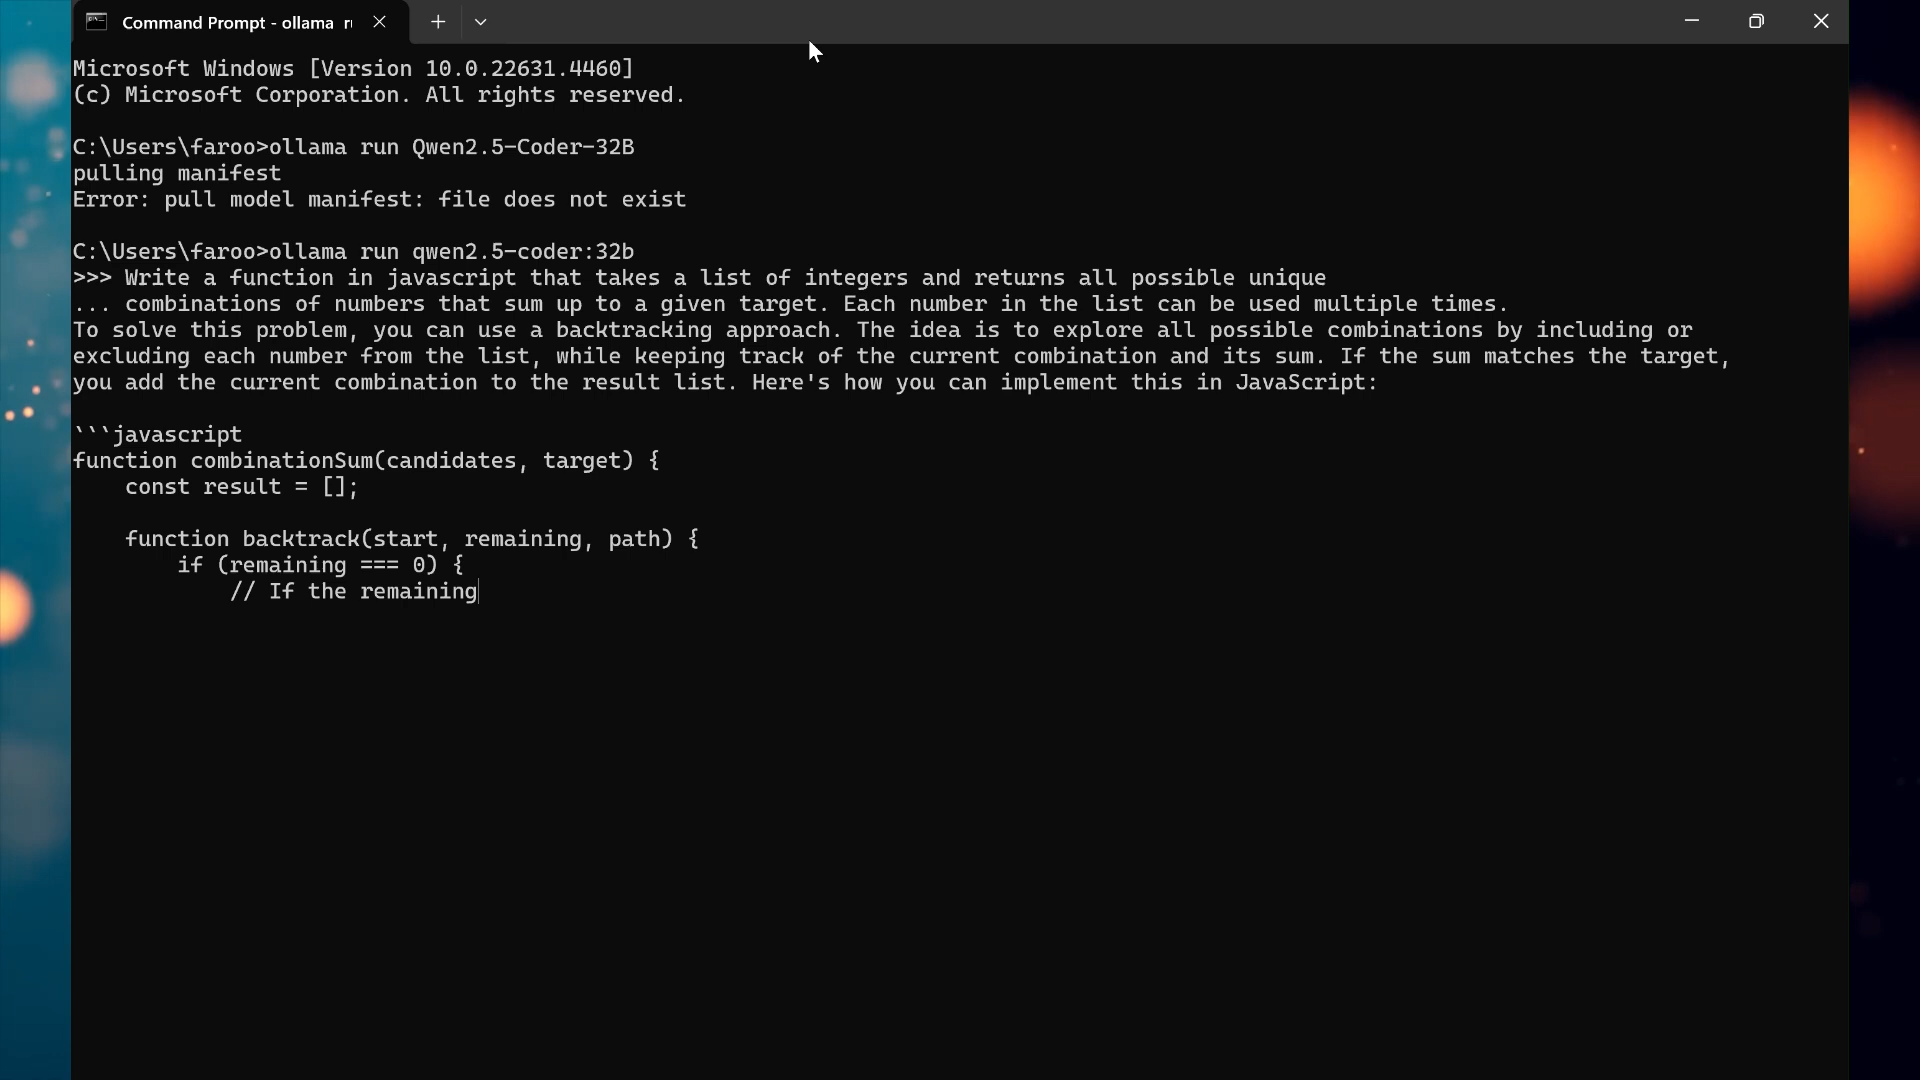 Command Prompt - ollama
Microsoft Windows [Version 10.0.22631.4460]
(c) Microsoft Corporation. All rights reserved.
C:\Users\faroo>ollama run Qwen2.5-Coder-32B
pulling manifest
Error: pull model manifest: file does not exist
C:\Users\faroo>ollama run qwen2.5-coder:32b
>>> Write a function in javascript that takes a list of integers and returns all possible unique
... combinations of numbers that sum up to a given target. Each number in the list can be used multiple times.
To solve this problem, you can use a backtracking approach. The idea is to explore all possible combinations by including or
excluding each number from the list, while keeping track of the current combination and its sum. If the sum matches the target,
you add the current combination to the result list. Here's how you can implement this in JavaScript:
```javascript
function combinationSum(candidates, target) {
    const result = [];
    function backtrack(start, remaining, path) {
        if (remaining === 0) {
            // If the remaining